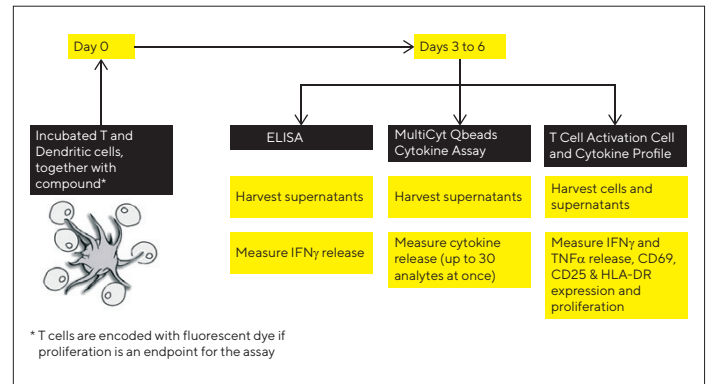 Day 0
Days 3 to 6
Incubated T and
Dendritic cells,
together with
compound*
ELISA
MultiCyt Qbeads
Cytokine Assay
T Cell Activation Cell
and Cytokine Profile
Harvest supernatants
Harvest supernatants
Harvest cells and
supernatants
Measure IFNγ release
Measure cytokine
release (up to 30
analytes at once)
Measure IFNγ and
TNFα release, CD69,
CD25 & HLA-DR
expression and
proliferation
* T cells are encoded with fluorescent dye if
proliferation is an endpoint for the assay